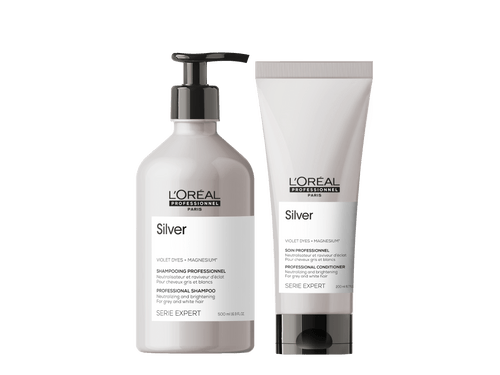 L'ORÉAL
PROFESSIONNEL
PARIS
Silver
VIOLET DYES + MAGNESIUM*
SHAMPOOING PROFESSIONNEL
Neutralisateur et raviveur d'éclat
Pour cheveux gris et blancs
PROFESSIONAL SHAMPOO
Neutralizing and brightening
For grey and white hair
SERIE EXPERT
L'ORÉAL
PROFESSIONNEL
PARIS
Silver
VIOLET DYES + MAGNESIUM*
SOIN PROFESSIONNEL
Neutralisateur et raviveur d'éclat
Pour cheveux gris et blancs
PROFESSIONAL CONDITIONER
Neutralizing and brightening
For grey and white hair
SERIE EXPERT